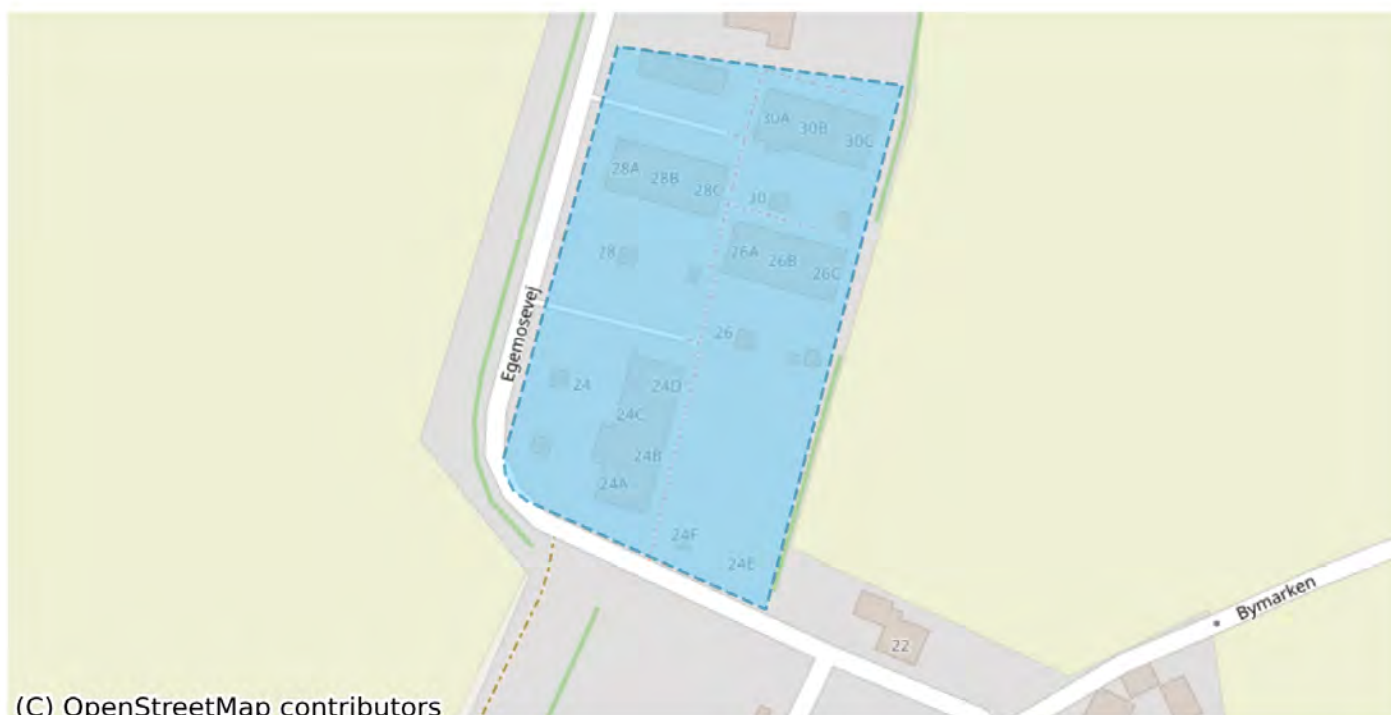 30A 30B 30C
28A 28B 28C
30
26A 26B 26C
28
26
Egemosevej
24 24D
24C
24B
24A
24F
24E
Bymarken
22
(C) OpenStreetMap contributors